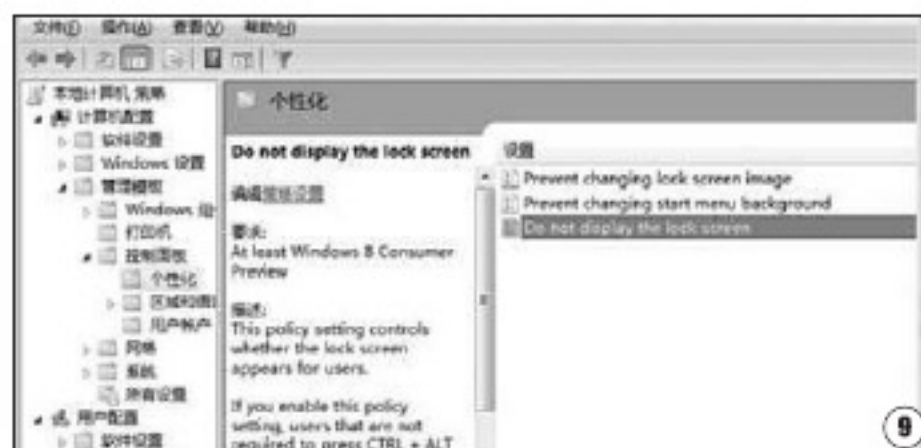 文件(F) 操作(A) 查看(V) 帮助(H)
本地计算机 策略
计算机配置
软件设置
Windows 设置
管理模板
Windows 组
打印机
控制面板
个性化
区域和语
用户帐户
网络
系统
所有设置
用户配置
软件设置
个性化
Do not display the lock screen
编辑策略设置
要求:
At least Windows 8 Consumer
Preview
描述:
This policy setting controls
whether the lock screen
appears for users.
If you enable this policy
setting, users that are not
required to press CTRL + ALT
设置
Prevent changing lock screen image
Prevent changing start menu background
Do not display the lock screen
9